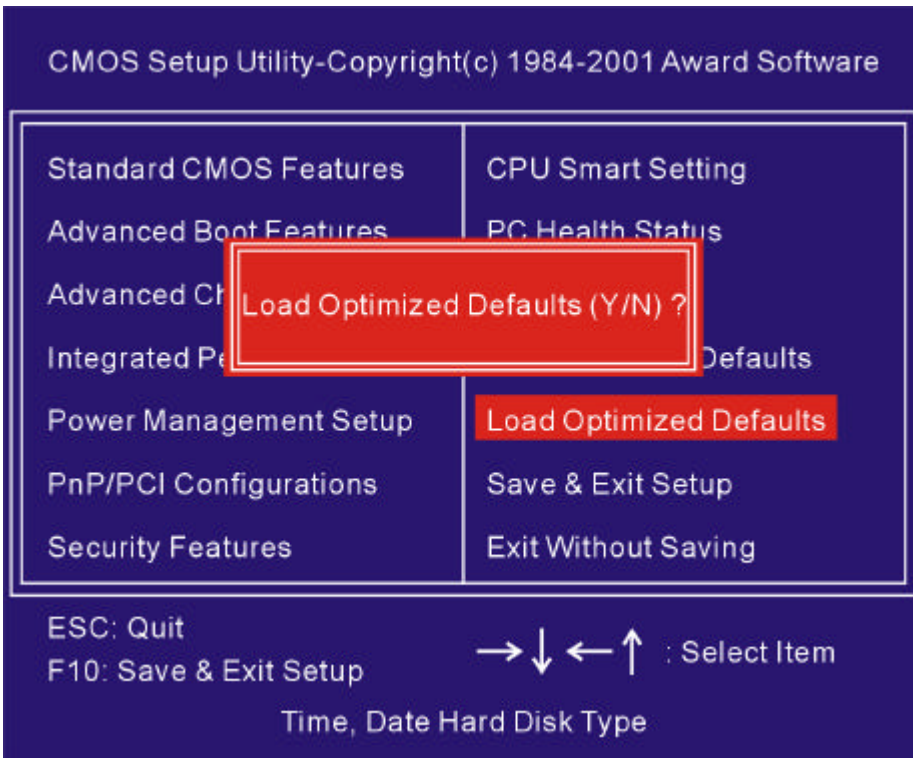 CMOS Setup Utility-Copyright(c) 1984-2001 Award Software
Standard CMOS Features
CPU Smart Setting
Advanced Boot Features
PC Health Status
Advanced
Load Optimized Defaults (Y/N) ?
Integrated
Defaults
Power Management Setup
Load Optimized Defaults
PnP/PCI Configurations
Save & Exit Setup
Security Features
Exit Without Saving
ESC: Quit
F10: Save & Exit Setup
→↓ ←↑ : Select Item
Time, Date Hard Disk Type